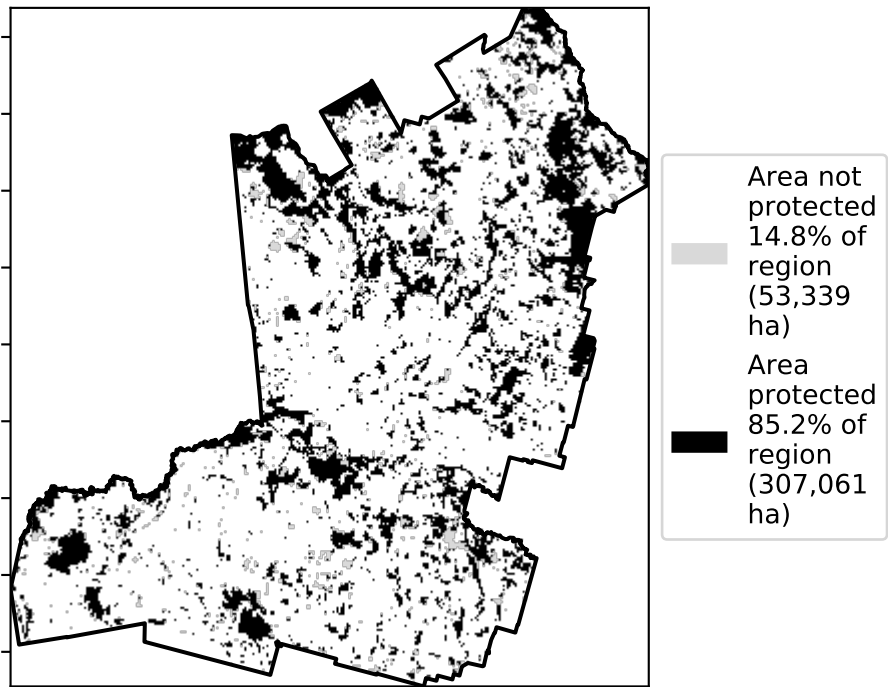 Area not
protected
14.8% of
region
(53,339
ha)
Area
protected
85.2% of
region
(307,061
ha)